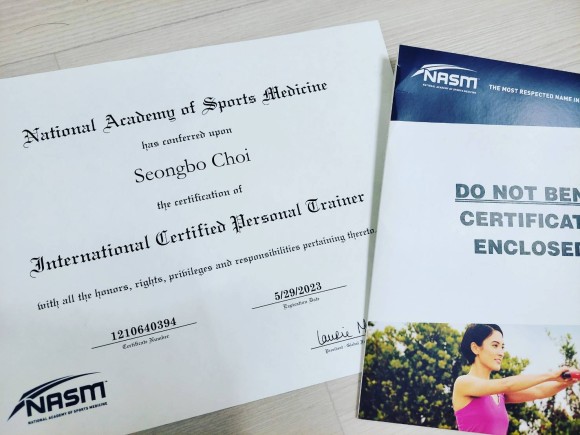 National Academy of Sports Medicine
has conferred upon
Seongbo Choi
the certification of
International Certified Personal Trainer
with all the honors, rights, privileges and responsibilities pertaining thereto.
1210640394
Certificate Number
5/29/2023
Expiration Date
Laurie
President
NASM
NATIONAL ACADEMY OF SPORTS MEDICINE
NASM
NATIONAL ACADEMY OF SPORTS MEDICINE
THE MOST RESPECTED NAME IN
DO NOT BEN
CERTIFICAT
ENCLOSED